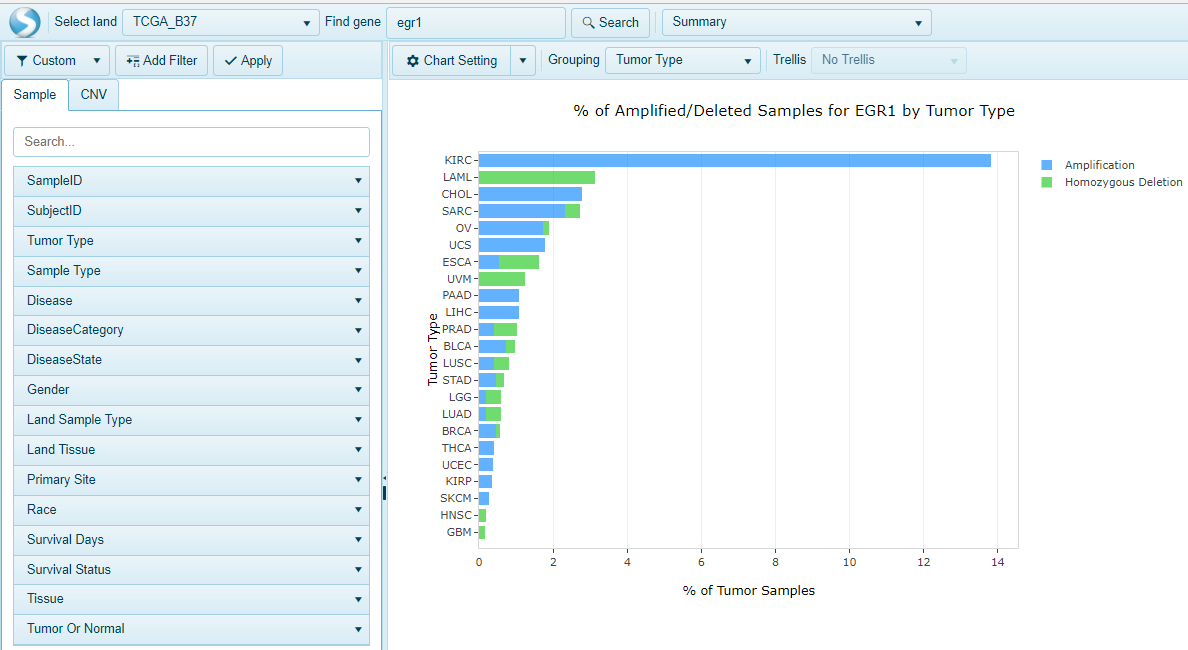 Select land TCGA_B37 Find gene egr1 Search Summary
Custom Add Filter Apply Chart Setting Grouping Tumor Type Trellis No Trellis
Sample CNV
Search...
SampleID
SubjectID
Tumor Type
Sample Type
Disease
DiseaseCategory
DiseaseState
Gender
Land Sample Type
Land Tissue
Primary Site
Race
Survival Days
Survival Status
Tissue
Tumor Or Normal
% of Amplified/Deleted Samples for EGR1 by Tumor Type
Tumor Type
KIRC
LAML
CHOL
SARC
OV
UCS
ESCA
UVM
PAAD
LIHC
PRAD
BLCA
LUSC
STAD
LGG
LUAD
BRCA
THCA
UCEC
KIRP
SKCM
HNSC
GBM
0 2 4 6 8 10 12 14
% of Tumor Samples
Amplification
Homozygous Deletion